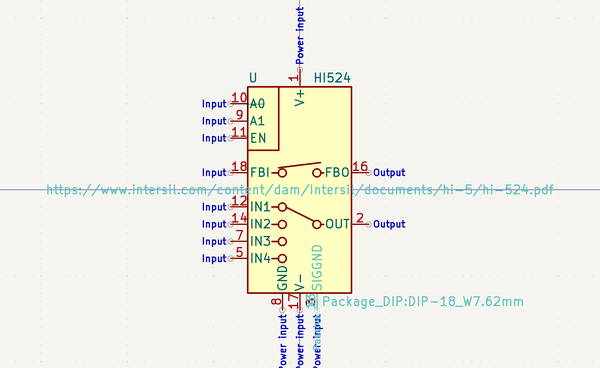 Power input
1
U HI524
V+
Input 10 A0
Input 9 A1
Input 11 EN
Input 18 FBI FBO 16 Output
https://www.intersil.com/content/dam/Intersil/documents/hi-5/hi-524.pdf
Input 12 IN1
Input 14 IN2 OUT 2 Output
Input 7 IN3
Input 5 IN4
GND V- SIGGND
8 17 Package_DIP:DIP-18_W7.62mm
Power input Power input Power input